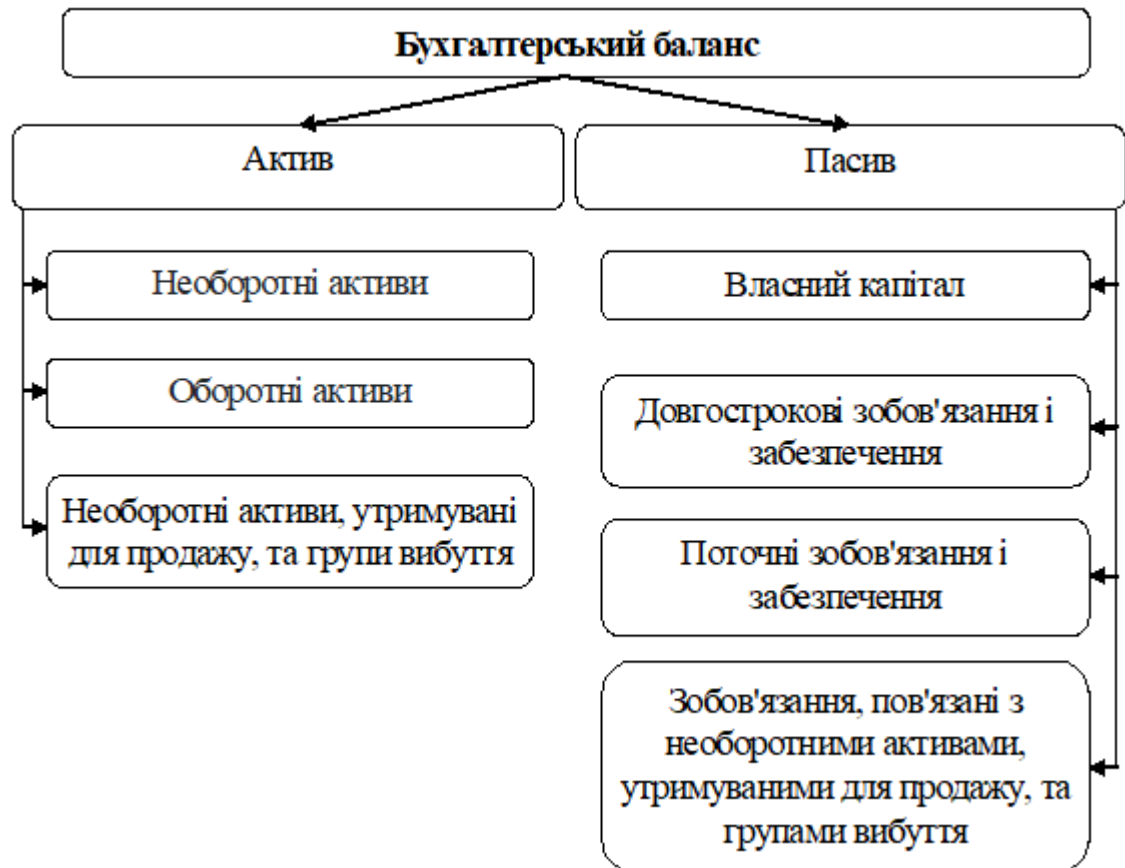 Бухгалтерський баланс
Актив
Пасив
Необоротні активи
Оборотні активи
Необоротні активи, утримувані
для продажу, та групи вибуття
Власний капітал
Довгострокові зобов'язання і
забезпечення
Поточні зобов'язання і
забезпечення
Зобов'язання, пов'язані з
необоротними активами,
утримуваними для продажу, та
групами вибуття